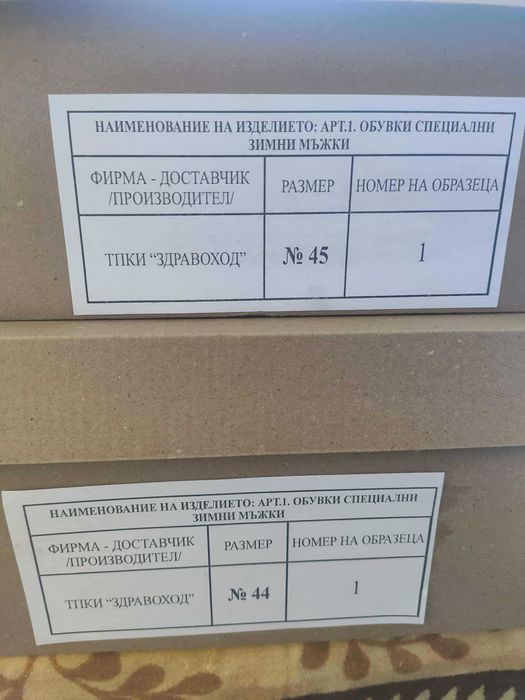 НАИМЕНОВАНИЕ НА ИЗДЕЛИЕТО: АРТ.1. ОБУВКИ СПЕЦИАЛНИ
ЗИМНИ МЪЖКИ
ФИРМА - ДОСТАВЧИК
/ПРОИЗВОДИТЕЛ/
РАЗМЕР
НОМЕР НА ОБРАЗЕЦА
ТПКИ “ЗДРАВОХОД”
№ 45
1
НАИМЕНОВАНИЕ НА ИЗДЕЛИЕТО: АРТ.1. ОБУВКИ СПЕЦИАЛНИ
ЗИМНИ МЪЖКИ
ФИРМА - ДОСТАВЧИК
/ПРОИЗВОДИТЕЛ/
РАЗМЕР
НОМЕР НА ОБРАЗЕЦА
ТПКИ “ЗДРАВОХОД”
№ 44
1